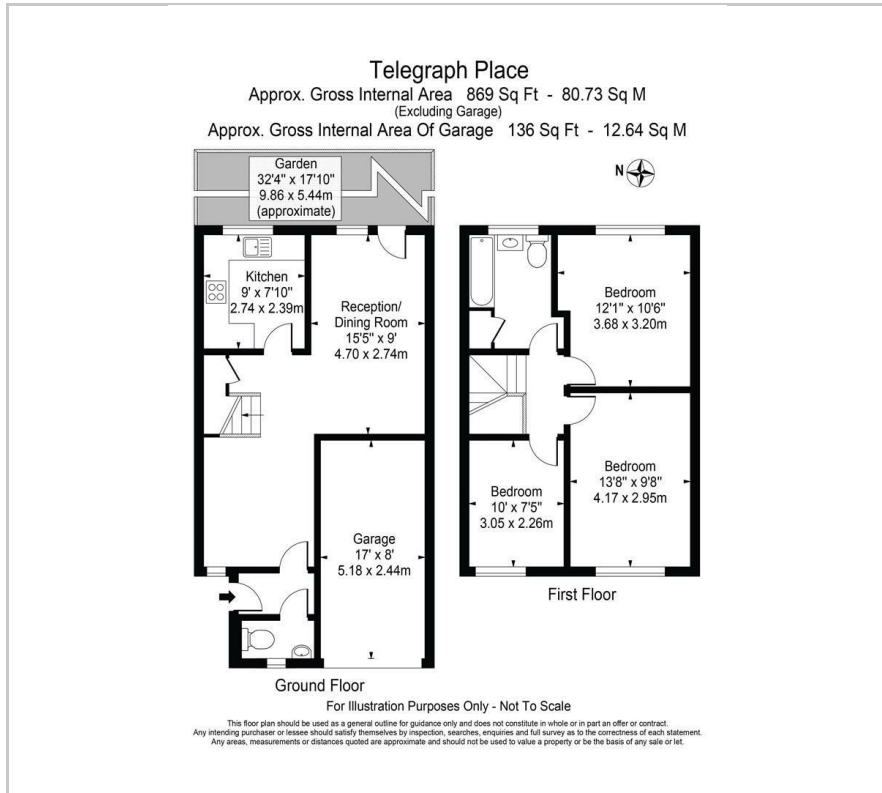 Telegraph Place
Approx. Gross Internal Area 869 Sq Ft - 80.73 Sq M
(Excluding Garage)
Approx. Gross Internal Area Of Garage 136 Sq Ft - 12.64 Sq M
Garden
32'4" x 17'10"
9.86 x 5.44m
(approximate)
N
Kitchen
9' x 7'10"
2.74 x 2.39m
Reception/
Dining Room
15'5" x 9'
4.70 x 2.74m
Garage
17' x 8'
5.18 x 2.44m
Ground Floor
Bedroom
12'1" x 10'6"
3.68 x 3.20m
Bedroom
13'8" x 9'8"
4.17 x 2.95m
Bedroom
10' x 7'5"
3.05 x 2.26m
First Floor
For Illustration Purposes Only - Not To Scale
This floor plan should be used as a general outline for guidance only and does not constitute in whole or in part an offer or contract.
Any intending purchaser or lessee should satisfy themselves by inspection, searches, enquiries and full survey as to the correctness of each statement.
Any areas, measurements or distances quoted are approximate and should not be used to value a property or be the basis of any sale or let.